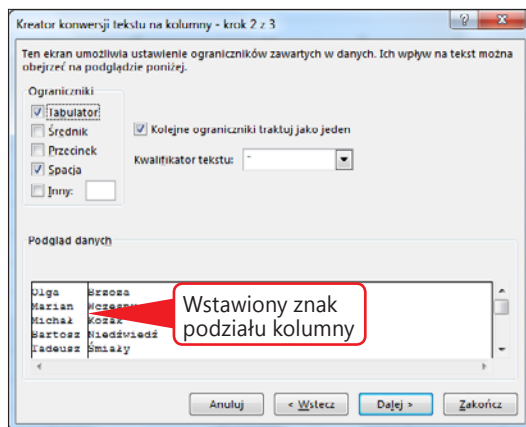 Kreator konwersji tekstu na kolumny - krok 2 z 3
Ten ekran umożliwia ustawienie ograniczników zawartych w danych. Ich wpływ na tekst można
obejrzeć na podglądzie poniżej.
Ograniczniki
Tabulator
Średnik
Przecinek
Spacja
Inny:
Kolejne ograniczniki traktuj jako jeden
Kwalifikator tekstu:
Podgląd danych
Olga Brzoza
Marian
Michał Kozak
Bartosz Niedźwiedź
Tadeusz Śmiały
Wstawiony znak
podziału kolumny
Anuluj
< Wstecz
Dalej >
Zakończ